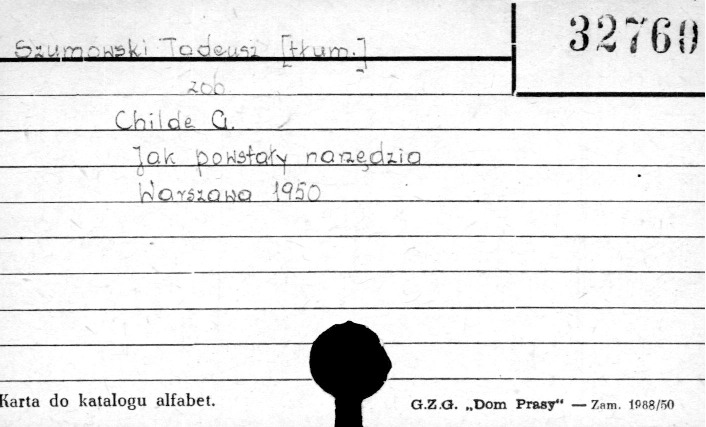 Szumowski Tadeusz [tłum.]
32760
zob
Childe G.
Jak powstały narzędzia
Warszawa 1950
Karta do katalogu alfabet.
G.Z.G. „Dom Prasy“ — Zam. 1988/50